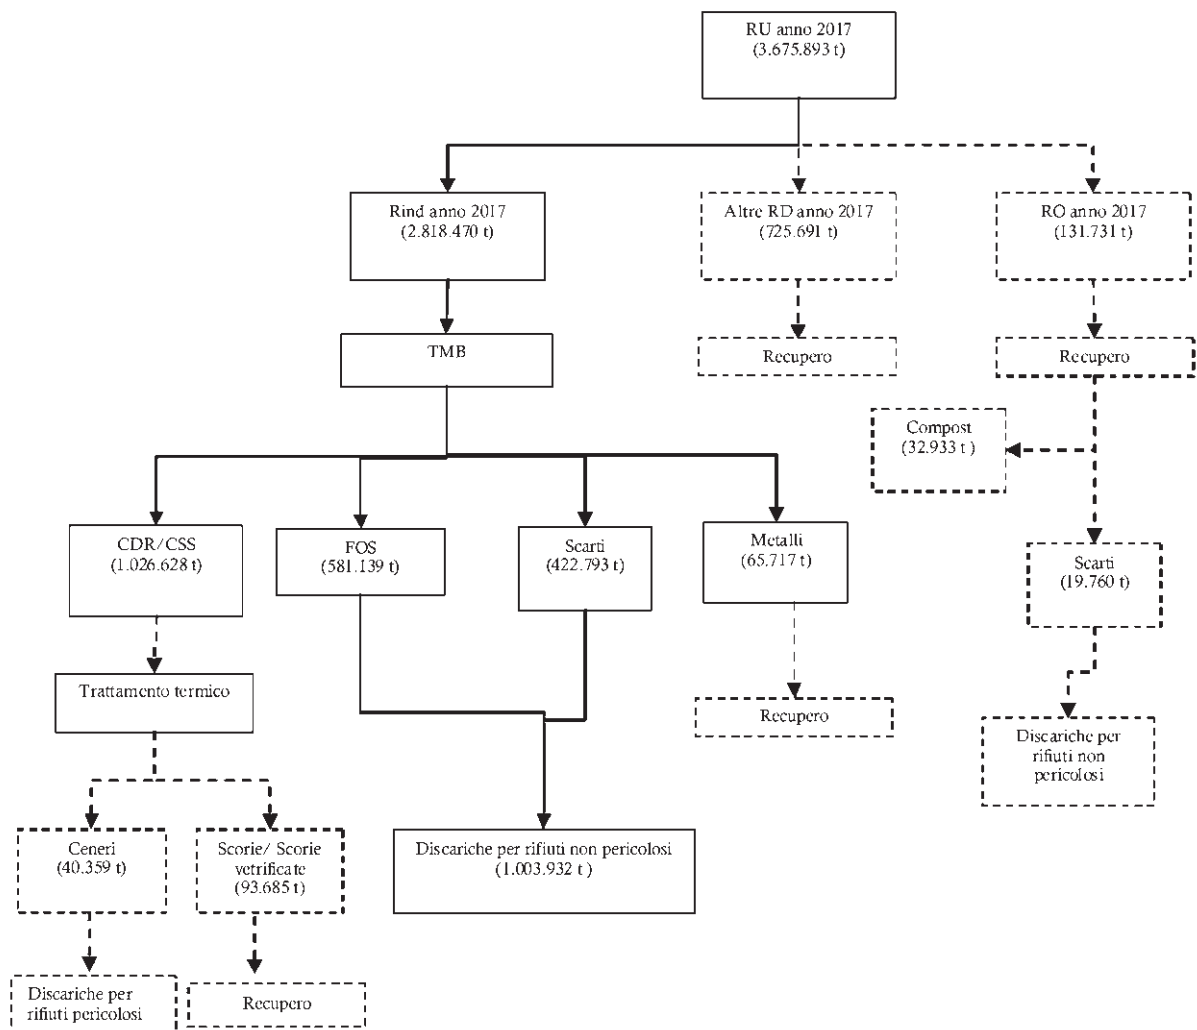 RU anno 2017
(3.675.893 t)
Rind anno 2017
(2.818.470 t)
Altre RD anno 2017
(725.691 t)
RO anno 2017
(131.731 t)
TMB
Recupero
Recupero
Compost
(32.933 t )
CDR/CSS
(1.026.628 t)
FOS
(581.139 t)
Scarti
(422.793 t)
Metalli
(65.717 t)
Scarti
(19.760 t)
Trattamento termico
Recupero
Discariche per
rifiuti non
pericolosi
Ceneri
(40.359 t)
Scorie/ Scorie
vetrificate
(93.685 t)
Discariche per rifiuti non pericolosi
(1.003.932 t )
Discariche per
rifiuti pericolosi
Recupero